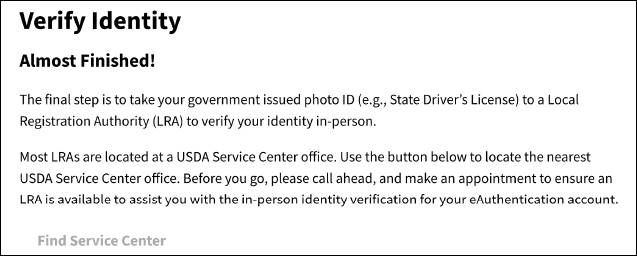 Verify Identity
Almost Finished!
The final step is to take your government issued photo ID (e.g., State Driver's License) to a Local
Registration Authority (LRA) to verify your identity in-person.
Most LRAs are located at a USDA Service Center office. Use the button below to locate the nearest
USDA Service Center office. Before you go, please call ahead, and make an appointment to ensure an
LRA is available to assist you with the in-person identity verification for your eAuthentication account.
Find Service Center